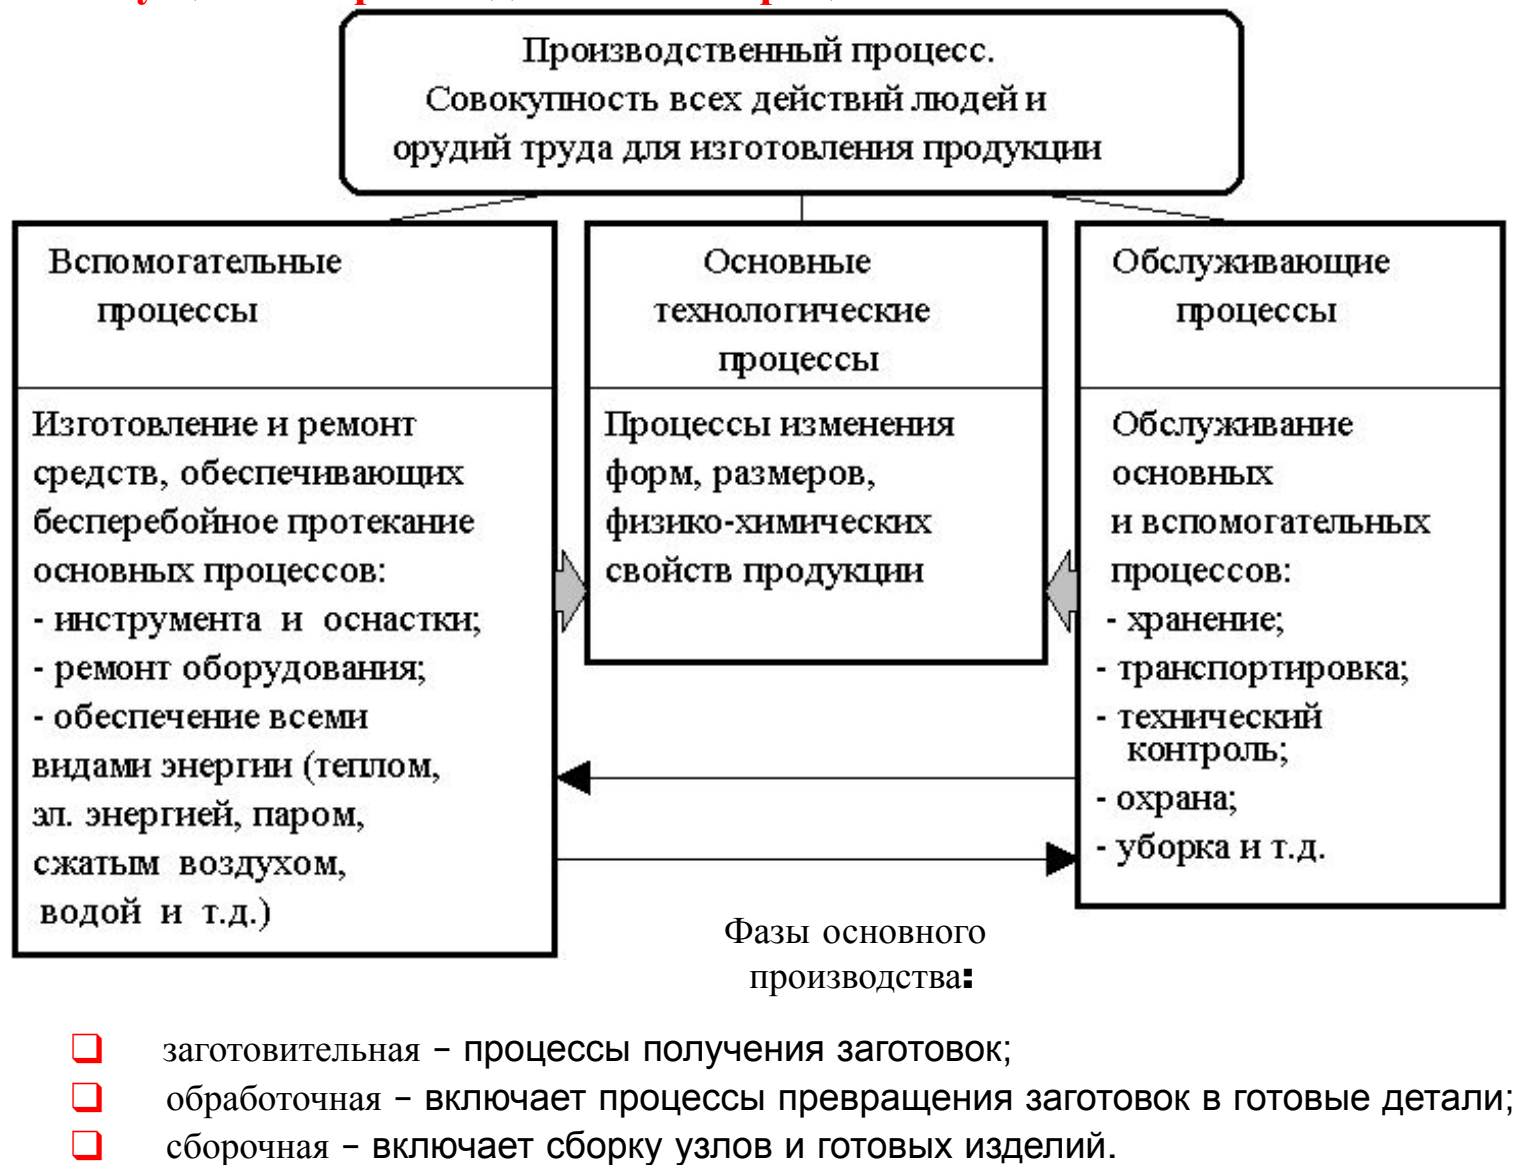 Производственный процесс.
Совокупность всех действий людей и
орудий труда для изготовления продукции
Вспомогательные
процессы
Изготовление и ремонт
средств, обеспечивающих
бесперебойное протекание
основных процессов:
- инструмента и оснастки;
- ремонт оборудования;
- обеспечение всеми
видами энергии (теплом,
эл. энергией, паром,
сжатым воздухом,
водой и т.д.)
Основные
технологические
процессы
Процессы изменения
форм, размеров,
физико-химических
свойств продукции
Обслуживающие
процессы
Обслуживание
основных
и вспомогательных
процессов:
- хранение;
- транспортировка;
- технический
контроль;
- охрана;
- уборка и т.д.
Фазы основного
производства:
❑ заготовительная – процессы получения заготовок;
❑ обработочная – включает процессы превращения заготовок в готовые детали;
❑ сборочная – включает сборку узлов и готовых изделий.